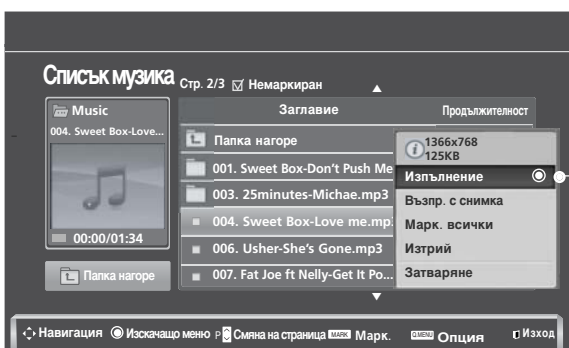 Списък музика Стр. 2/3 Немаркиран
Music
004. Sweet Box-Love...
00:00/01:34
Папка нагоре
Заглавие Продължителност
Папка нагоре
001. Sweet Box-Don't Push Me
003. 25minutes-Michae.mp3
004. Sweet Box-Love me.mp3
006. Usher-She's Gone.mp3
007. Fat Joe ft Nelly-Get It Po...
1366x768
125KB
Изпълнение
Възпр. с снимка
Марк. всички
Изтрий
Затваряне
Навигация Изскачащо меню P Смяна на страница MARK Марк. Q.MENU Опция Изход